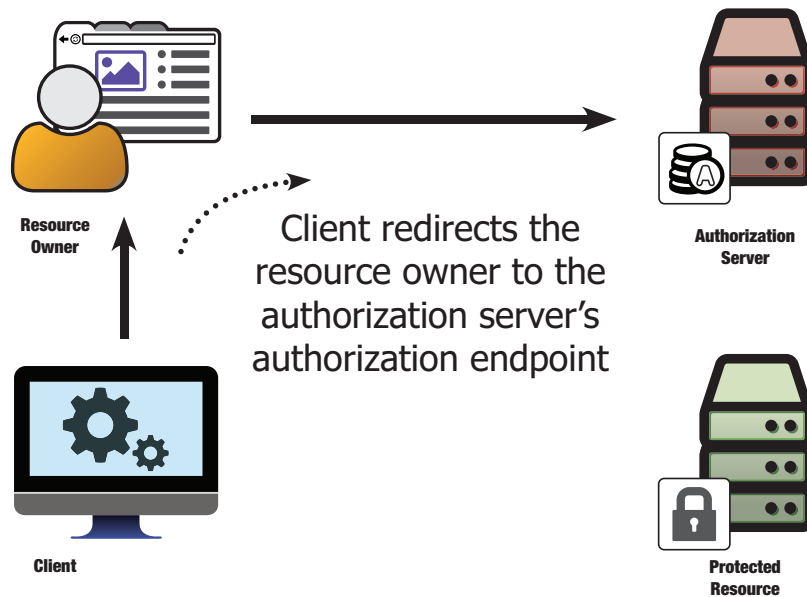 Resource
Owner
Authorization
Server
Client redirects the
resource owner to the
authorization server’s
authorization endpoint
A
Client
Protected
Resource